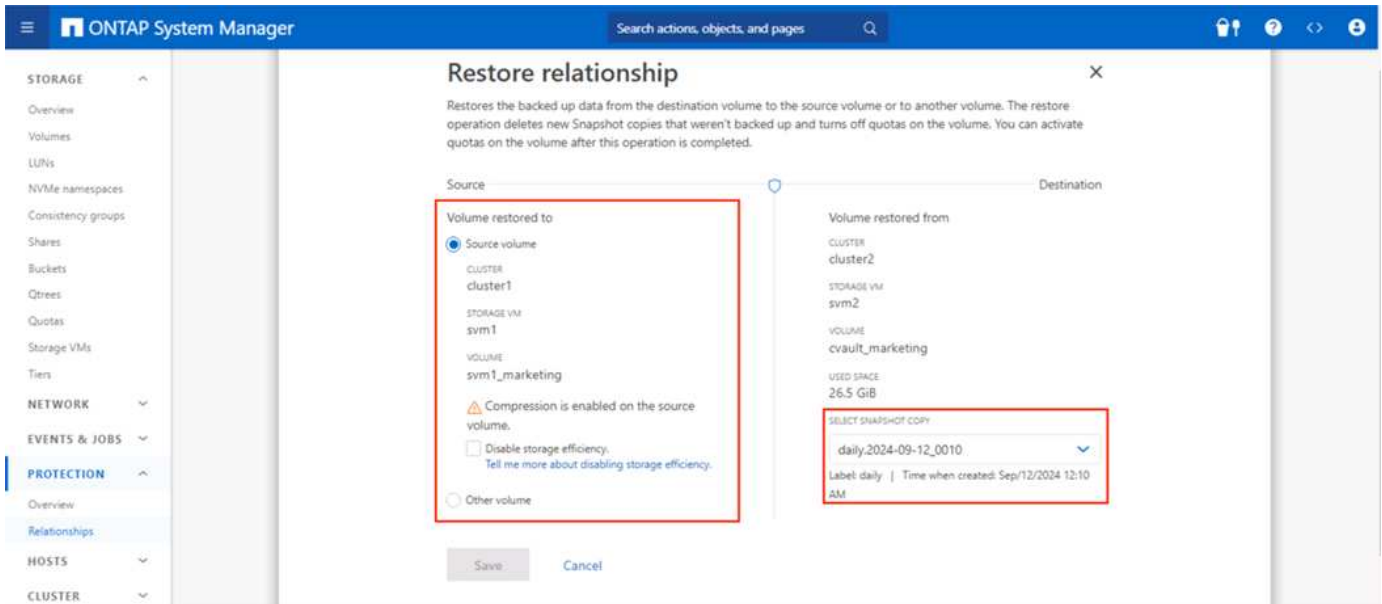 ONTAP System Manager
Search actions, objects, and pages
STORAGE
Overview
Volumes
LUNs
NVMe namespaces
Consistency groups
Shares
Buckets
Qtrees
Quotas
Storage VMs
Tiers
NETWORK
EVENTS & JOBS
PROTECTION
Overview
Relationships
HOSTS
CLUSTER
Restore relationship
Restores the backed up data from the destination volume to the source volume or to another volume. The restore
operation deletes new Snapshot copies that weren't backed up and turns off quotas on the volume. You can activate
quotas on the volume after this operation is completed.
Source
Destination
Volume restored to
Source volume
CLUSTER
cluster1
STORAGE VM
svm1
VOLUME
svm1_marketing
Compression is enabled on the source
volume.
Disable storage efficiency.
Tell me more about disabling storage efficiency.
Other volume
Volume restored from
CLUSTER
cluster2
STORAGE VM
svm2
VOLUME
cvault_marketing
USED SPACE
26.5 GiB
SELECT SNAPSHOT COPY
daily.2024-09-12_0010
Label: daily | Time when created: Sep/12/2024 12:10
AM
Save
Cancel